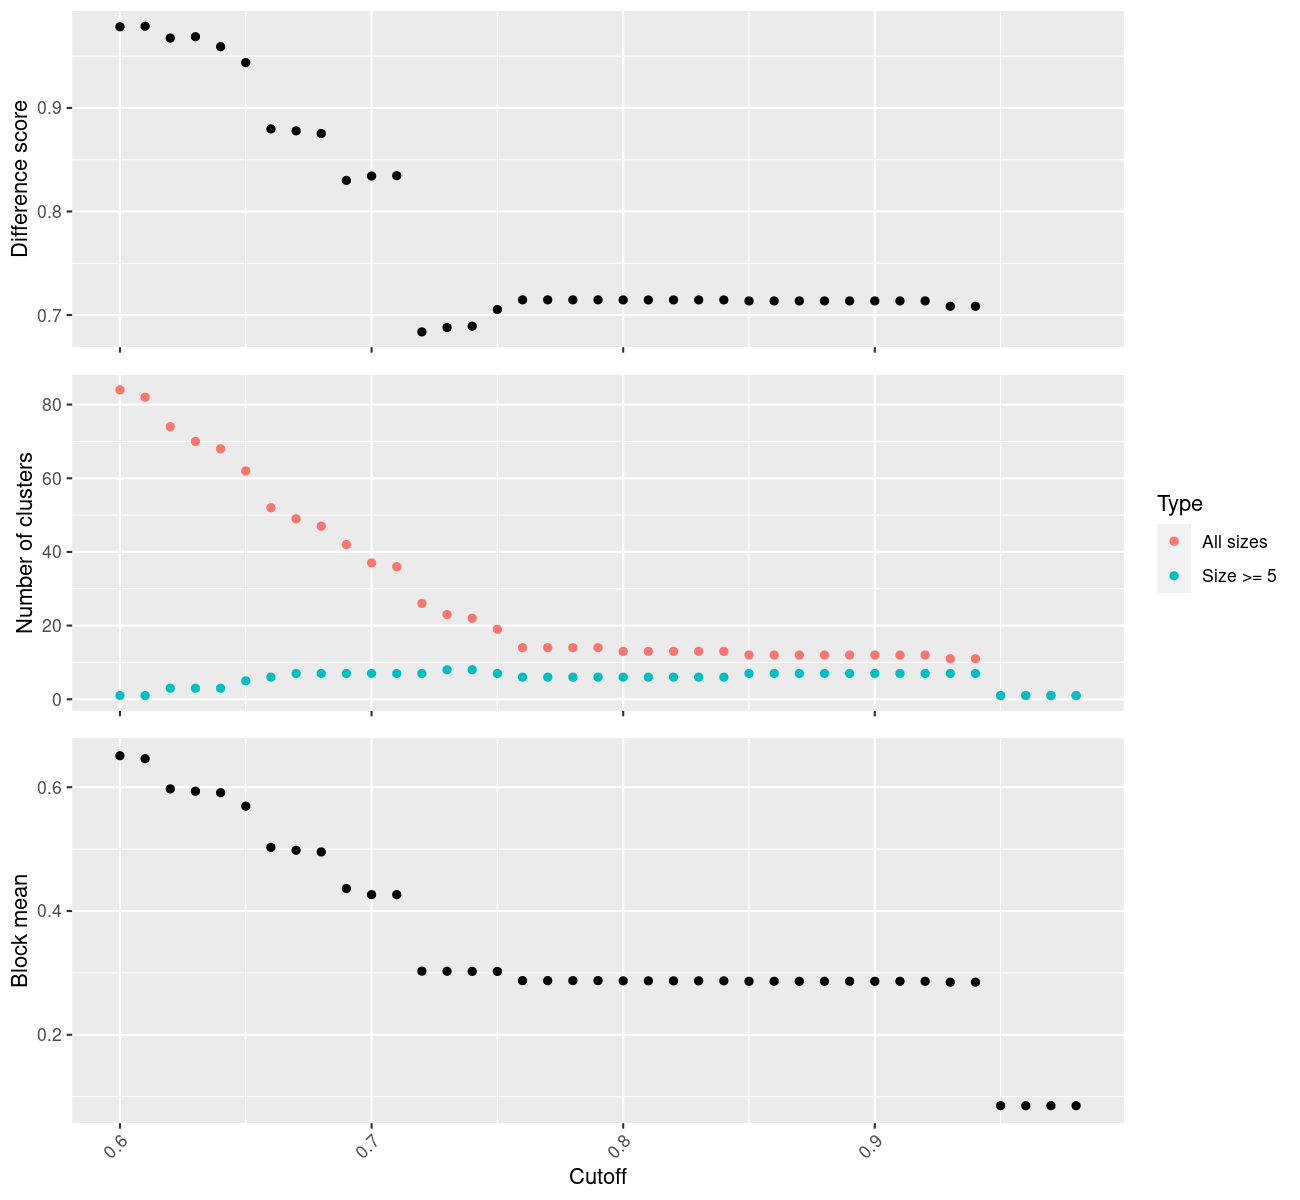 Difference score
0.9
0.8
0.7
Number of clusters
80
60
40
20
0
Type
All sizes
Size >= 5
Block mean
0.6
0.4
0.2
0.6
0.7
0.8
0.9
Cutoff